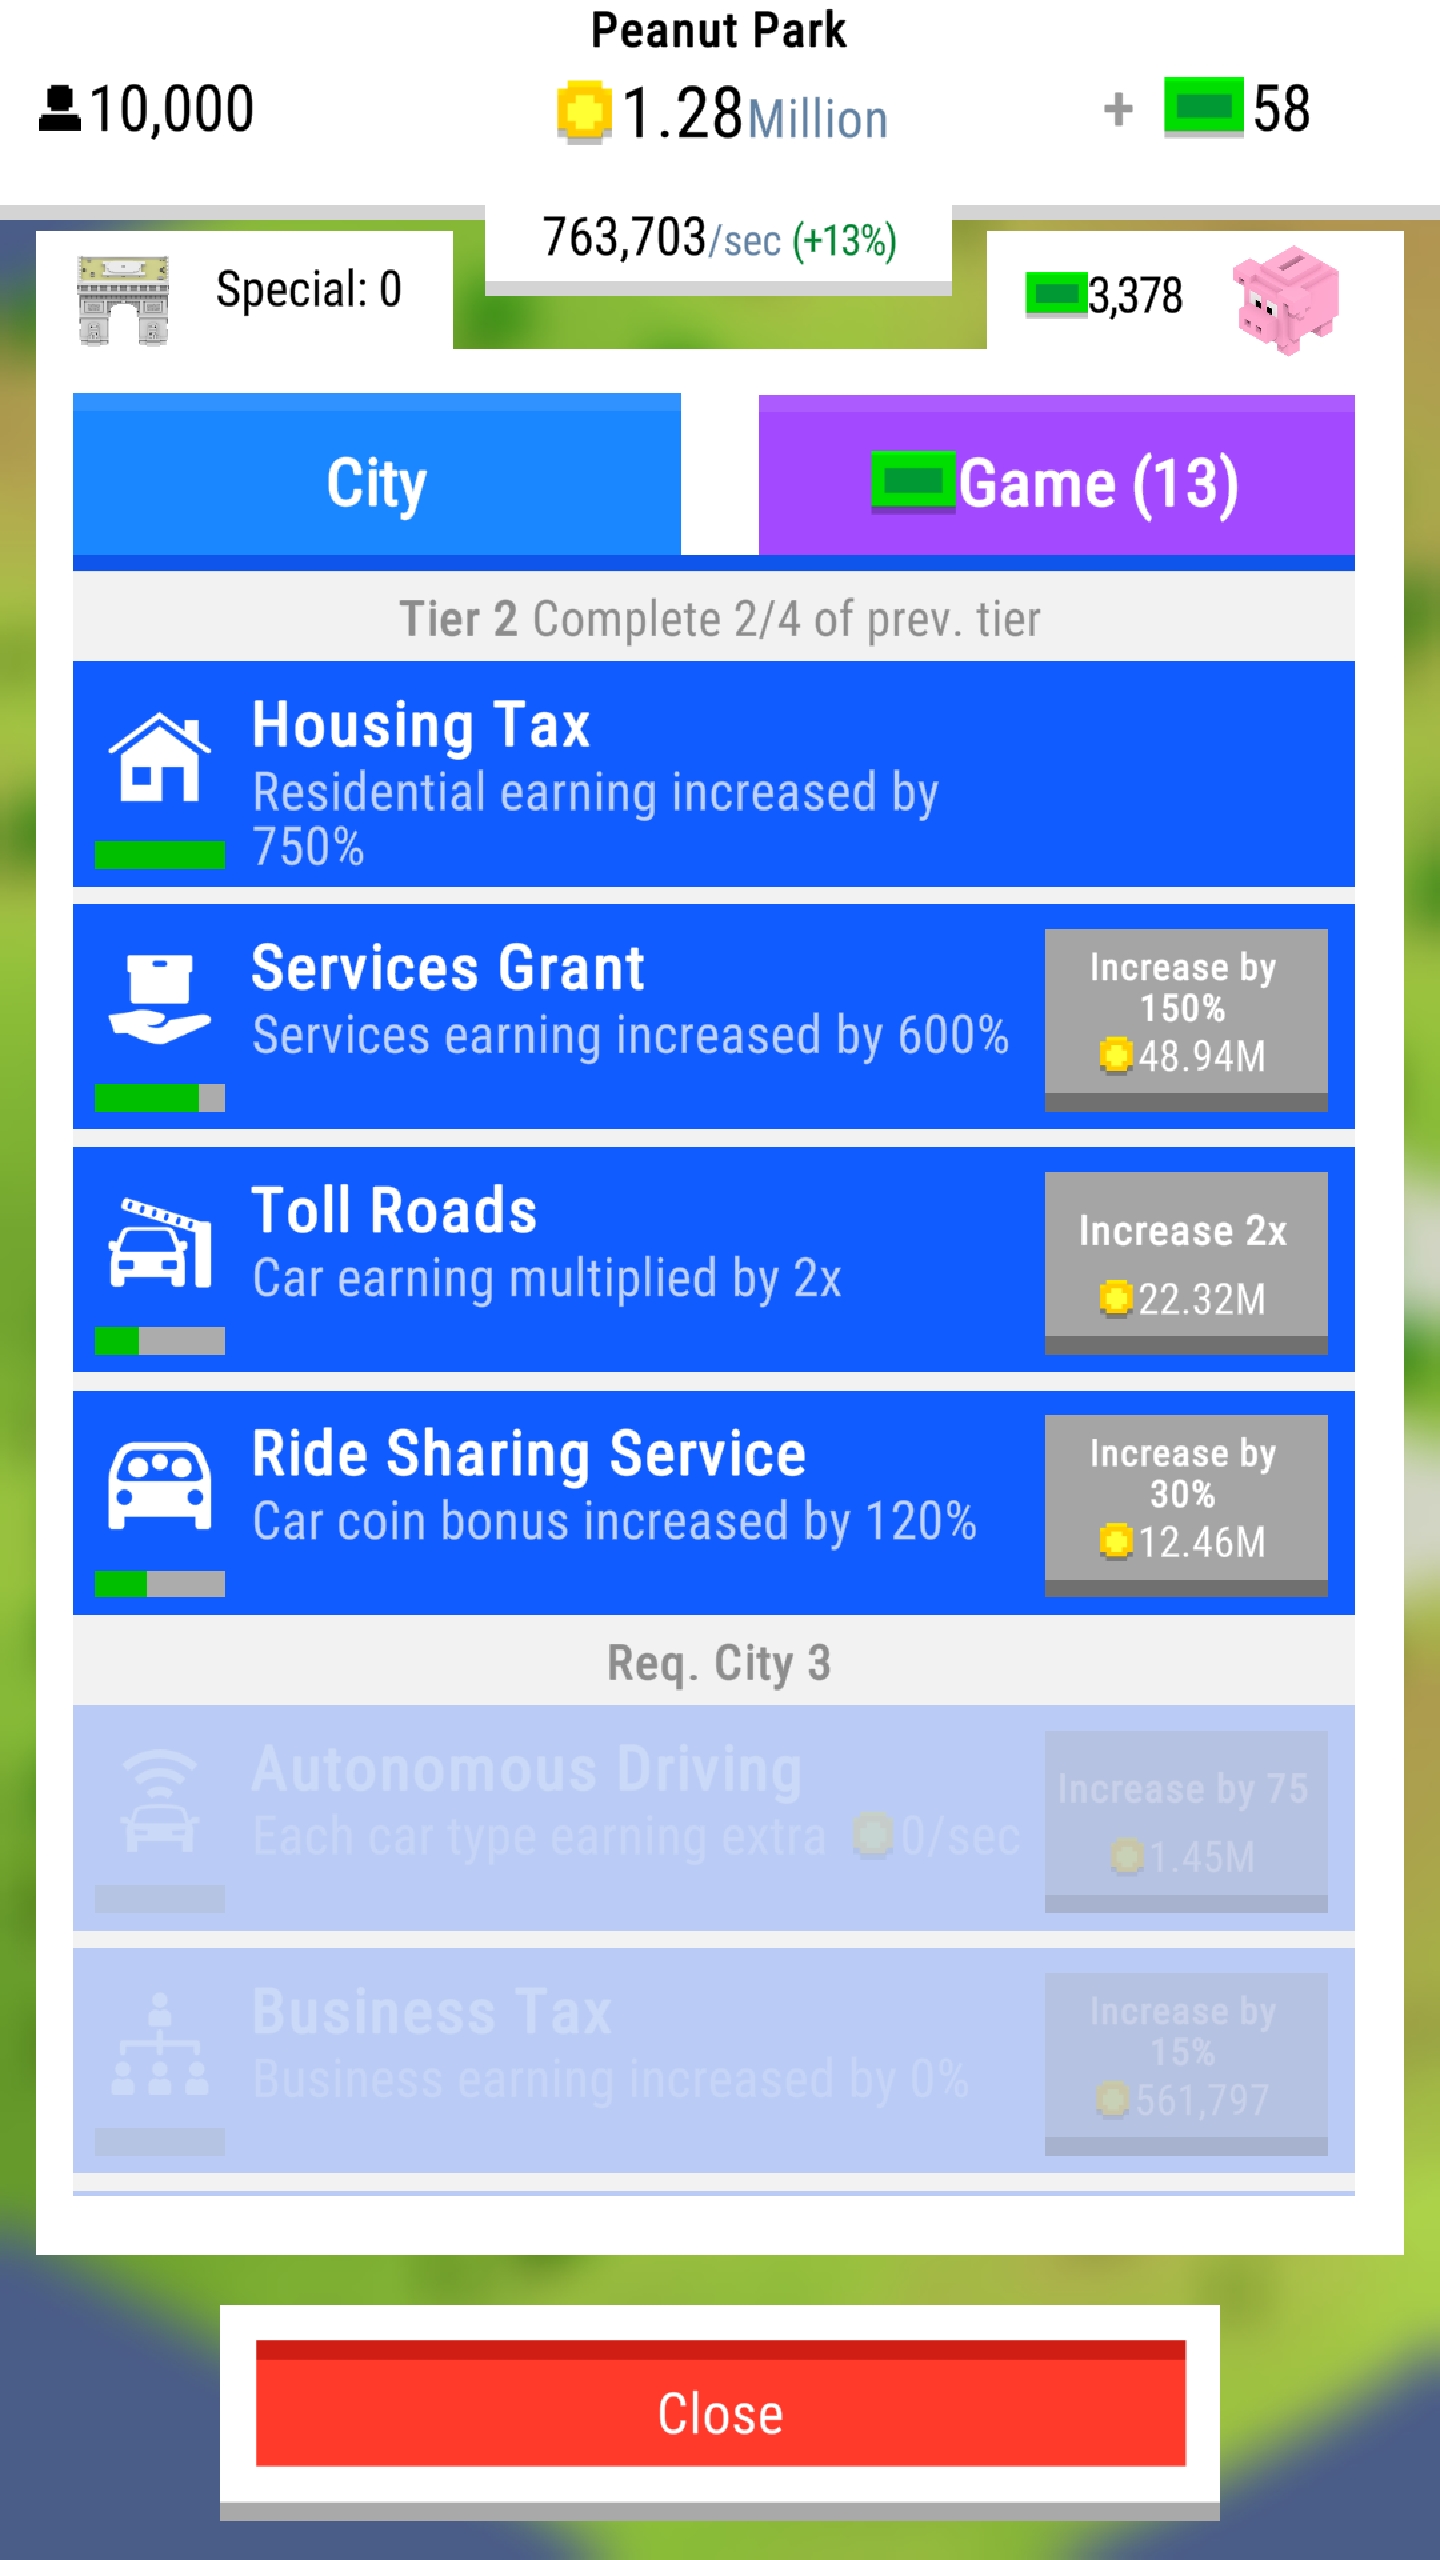 Peanut Park
10,000
1.28Million
+ 58
763,703/sec (+13%)
Special: 0
3,378
City
Game (13)
Tier 2 Complete 2/4 of prev. tier
Housing Tax
Residential earning increased by
750%
Services Grant
Services earning increased by 600%
Increase by
150%
48.94M
Toll Roads
Car earning multiplied by 2x
Increase 2x
22.32M
Ride Sharing Service
Car coin bonus increased by 120%
Increase by
30%
12.46M
Req. City 3
Autonomous Driving
Each car type earning extra 0/sec
Increase by 75
1.45M
Business Tax
Business earning increased by 0%
Increase by
15%
561,797
Close